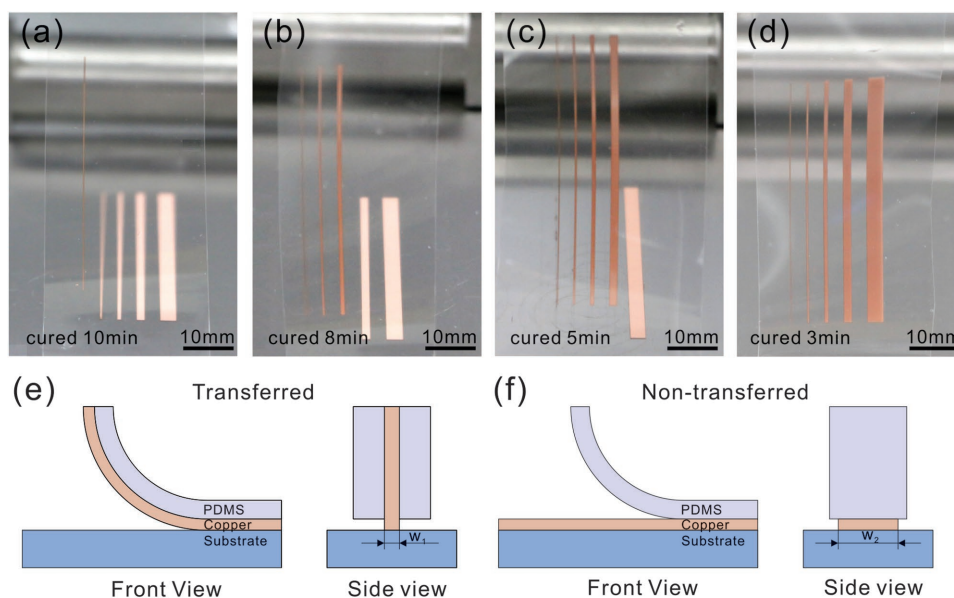 (a)
(b)
(c)
(d)
cured 10min
10mm
cured 8min
10mm
cured 5min
10mm
cured 3min
10mm
(e)
Transferred
(f)
Non-transferred
PDMS
Copper
Substrate
W₁
PDMS
Copper
Substrate
W₂
Front View
Side view
Front View
Side view